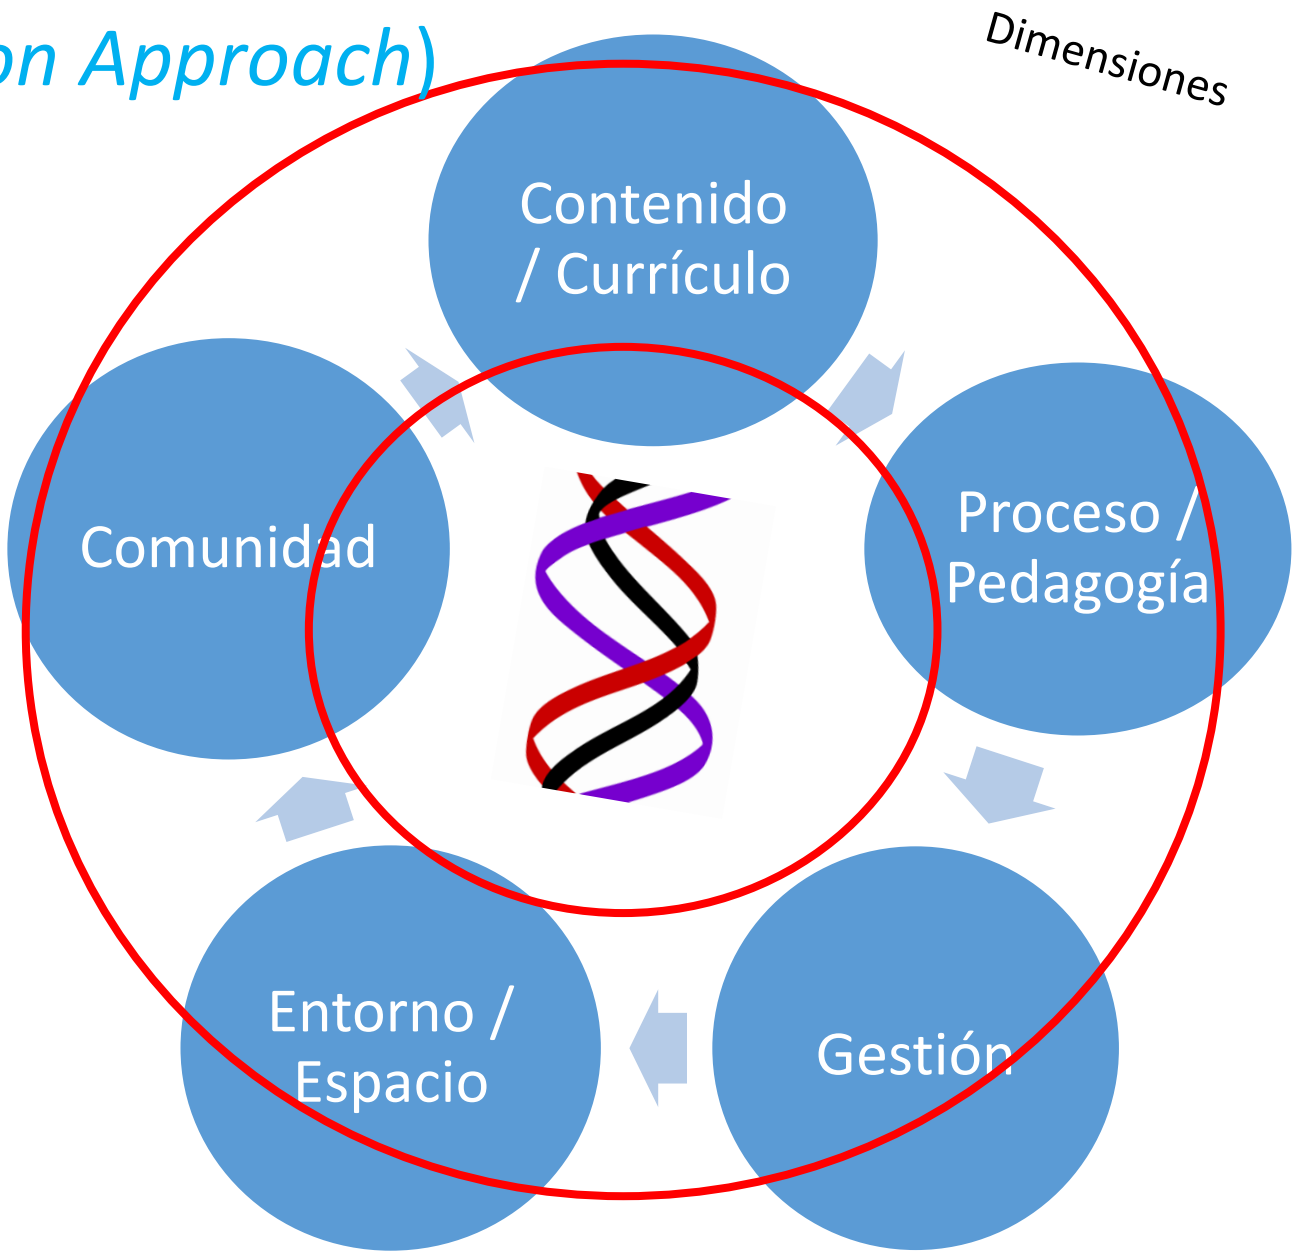 on Approach)
Dimensiones
Contenido
/ Currículo
Comunidad
Proceso /
Pedagogía
Entorno /
Espacio
Gestión